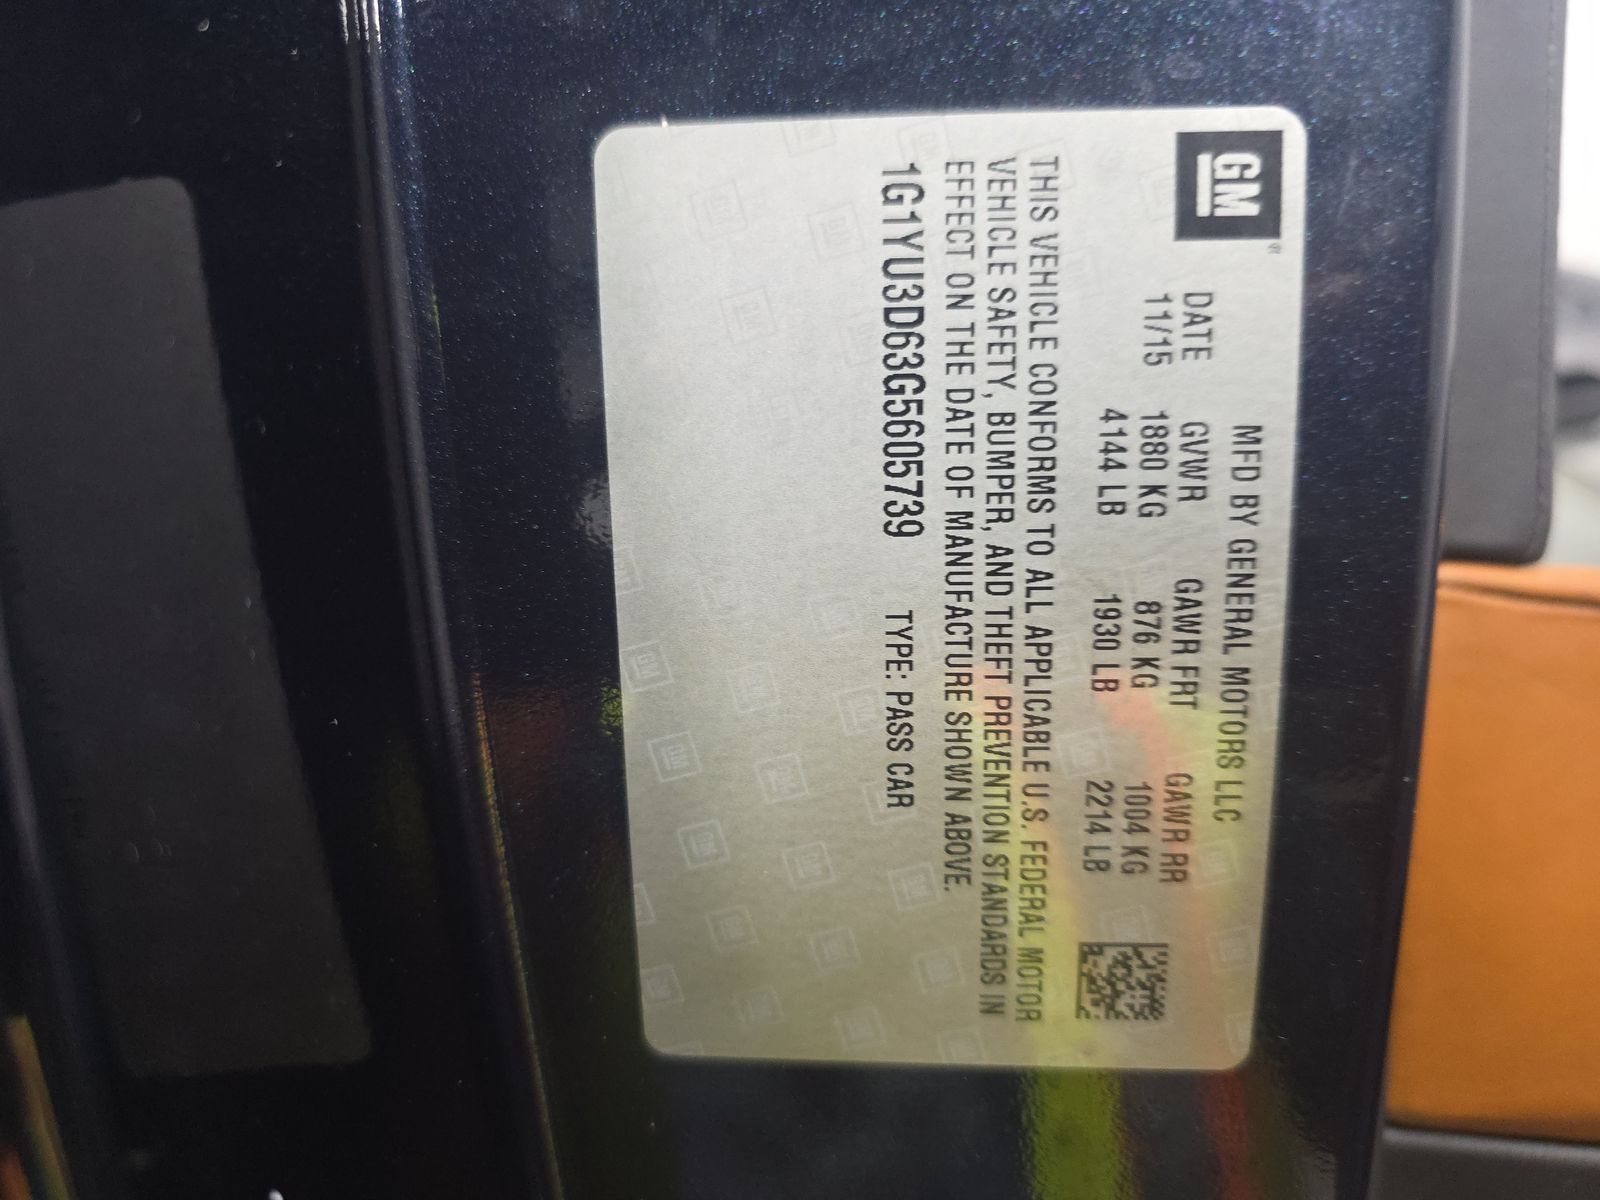 GM
MFD BY GENERAL MOTORS LLC
DATE GVWR GAWR FRT GAWR RR
11/15 1880 KG 876 KG 1004 KG
4144 LB 1930 LB 2214 LB
THIS VEHICLE CONFORMS TO ALL APPLICABLE U.S. FEDERAL MOTOR
VEHICLE SAFETY, BUMPER, AND THEFT PREVENTION STANDARDS IN
EFFECT ON THE DATE OF MANUFACTURE SHOWN ABOVE.
1G1YU3D63G5605739 TYPE: PASS CAR